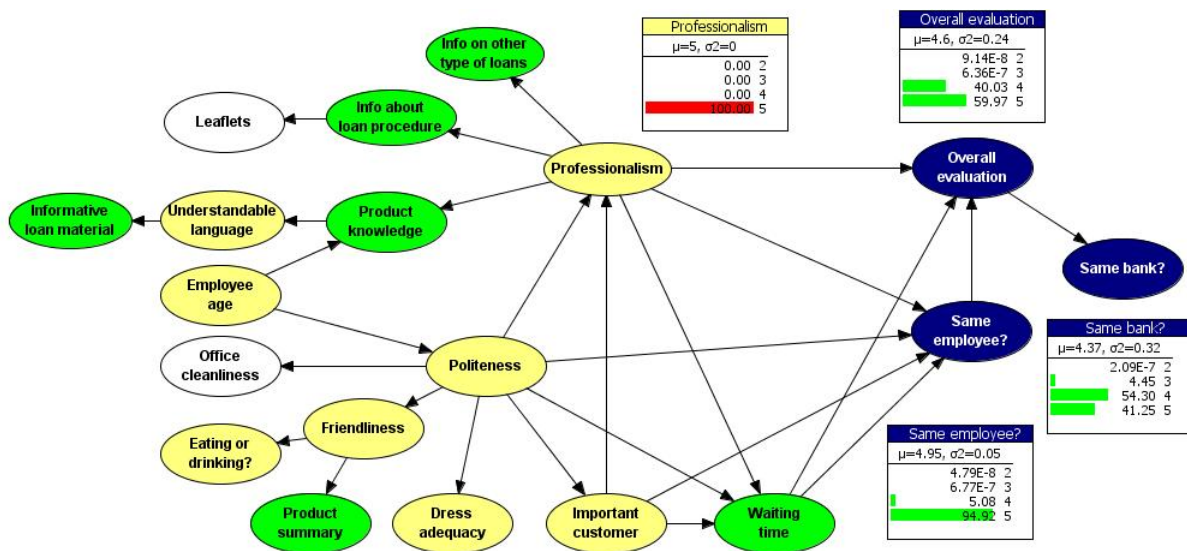 Professionalism
μ=5, σ2=0
0.00 2
0.00 3
0.00 4
100.00 5
Overall evaluation
μ=4.6, σ2=0.24
9.14E-8 2
6.36E-7 3
40.03 4
59.97 5
Info on other
type of loans
Leaflets
Info about
loan procedure
Professionalism
Overall
evaluation
Informative
loan material
Understandable
language
Product
knowledge
Same bank?
Employee
age
Same
employee?
Office
cleanliness
Politeness
Same bank?
μ=4.37, σ2=0.32
2.09E-7 2
4.45 3
54.30 4
41.25 5
Friendliness
Eating or
drinking?
Same employee?
μ=4.95, σ2=0.05
4.79E-8 2
6.77E-7 3
5.08 4
94.92 5
Product
summary
Dress
adequacy
Important
customer
Waiting
time